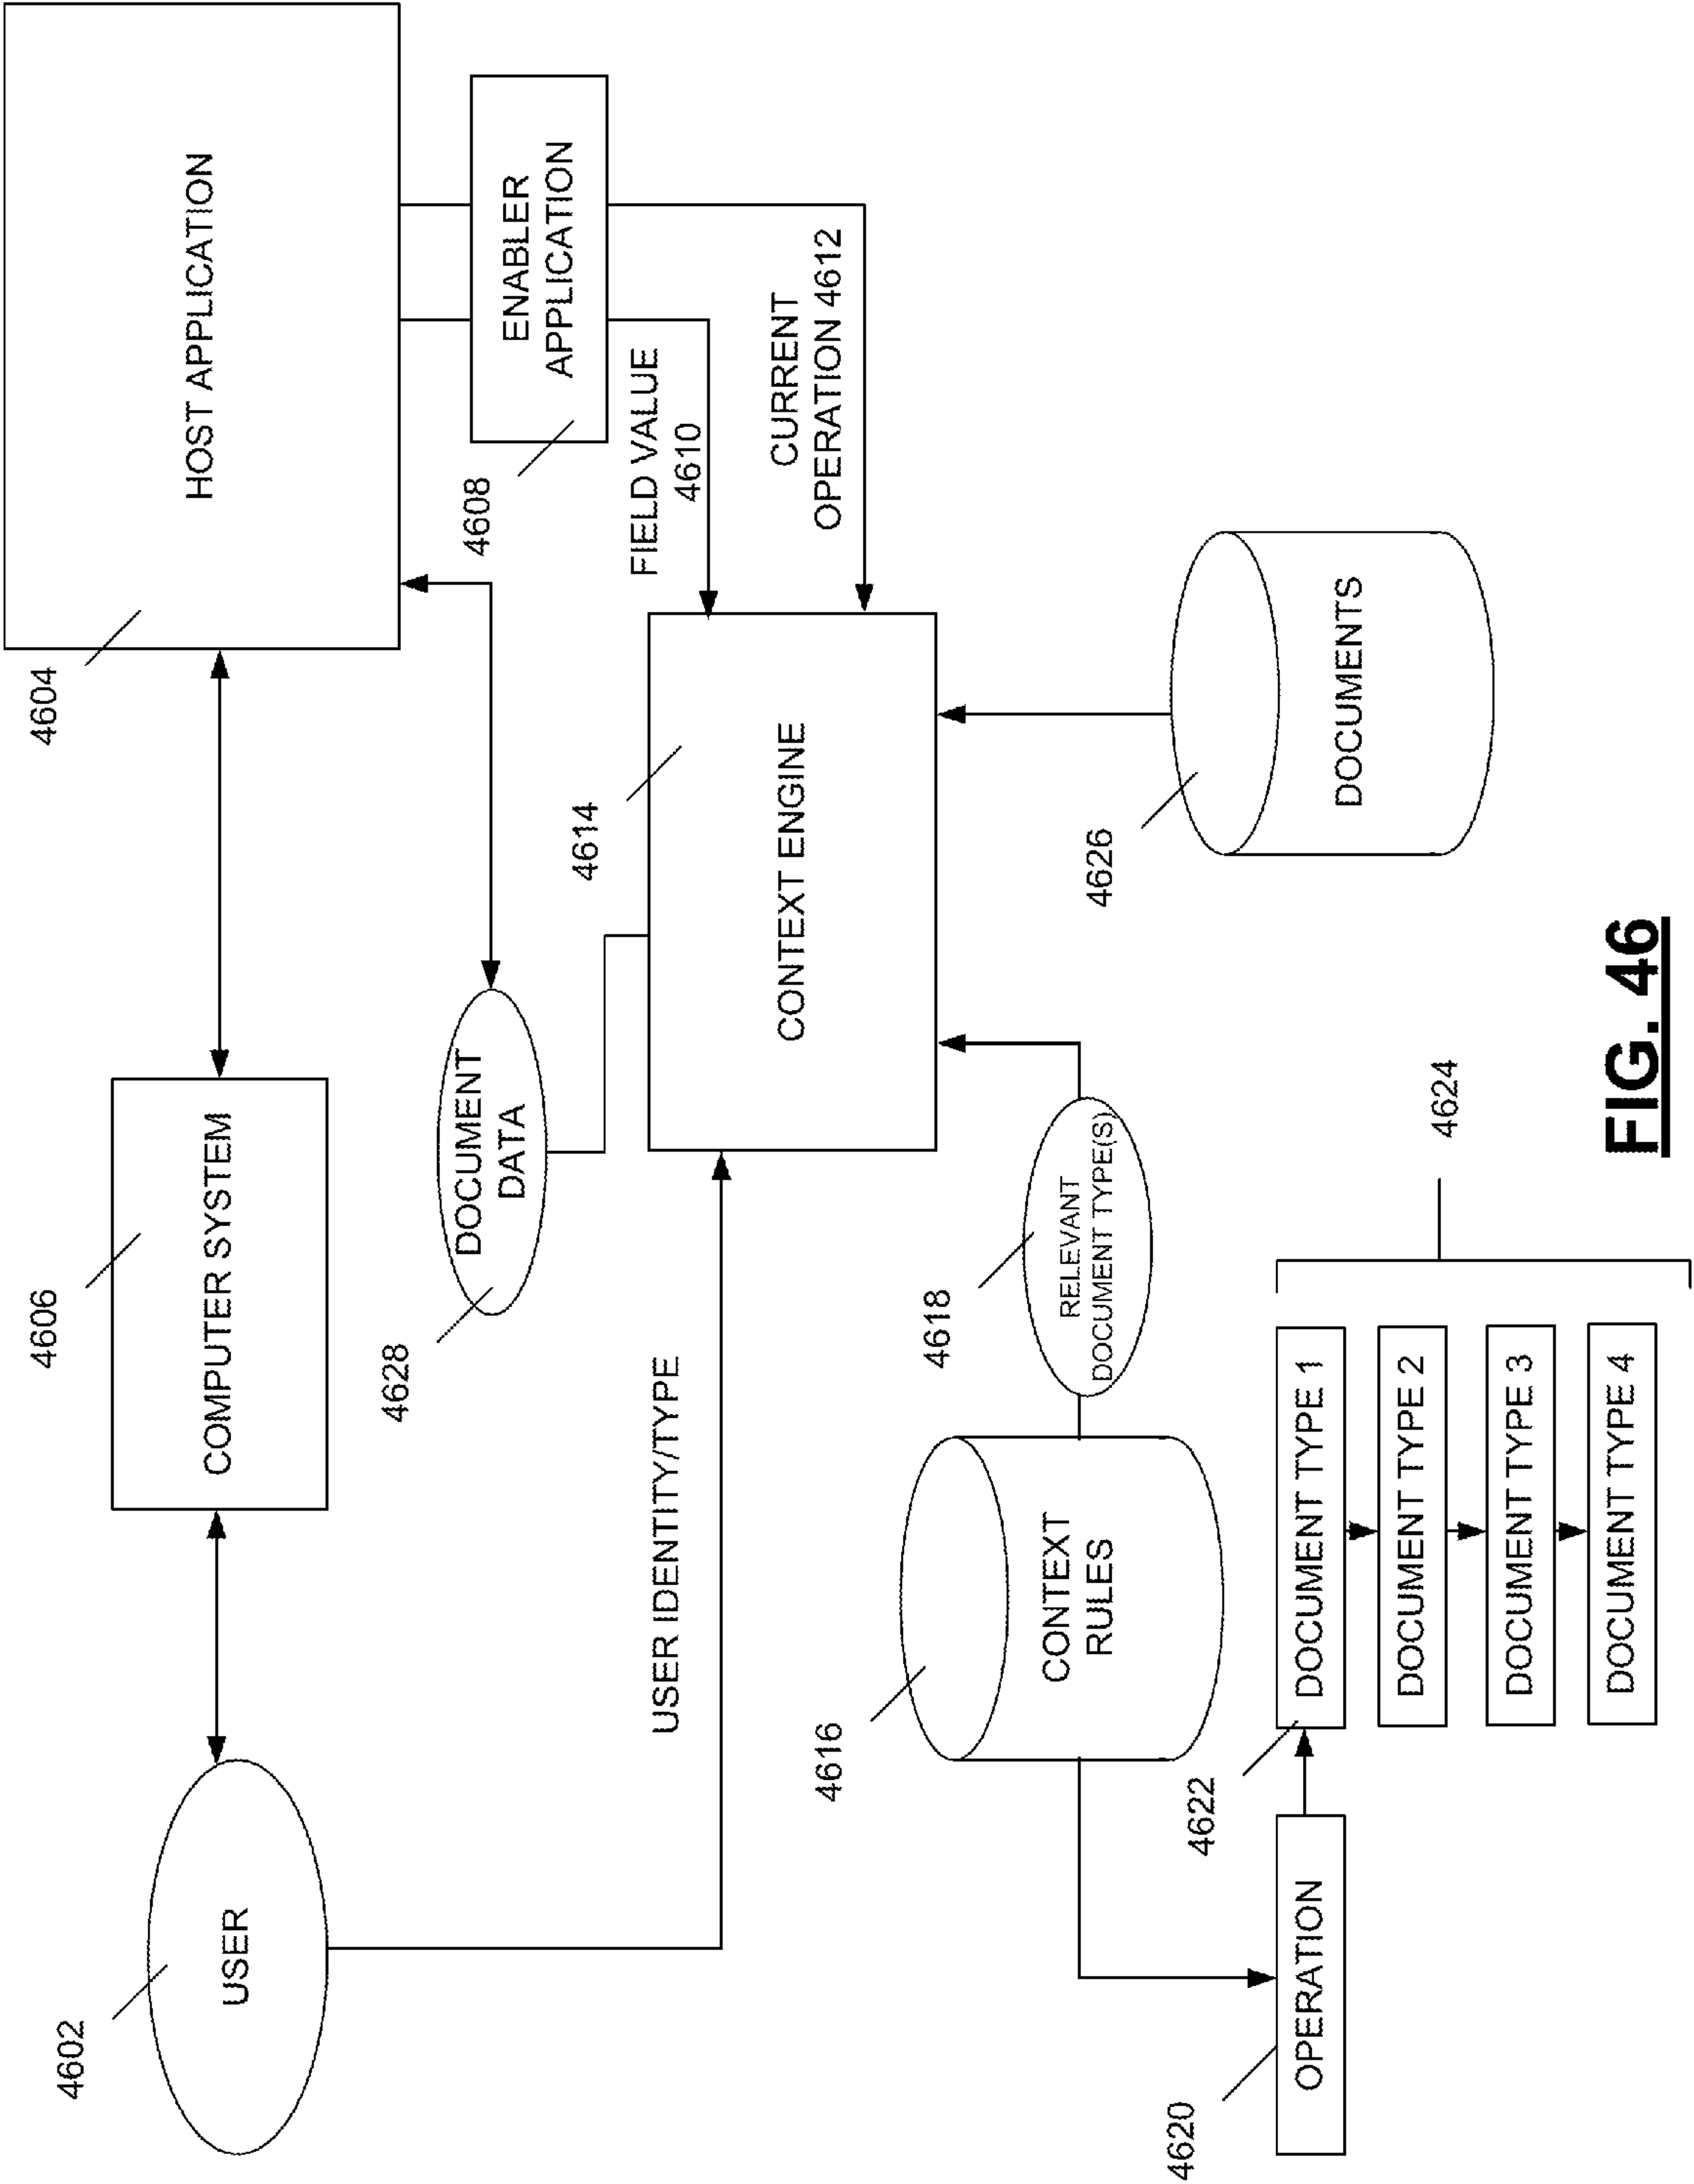 4602
USER
4606
COMPUTER SYSTEM
4604
HOST APPLICATION
4628
DOCUMENT
DATA
4608
ENABLER
APPLICATION
USER IDENTITY/TYPE
FIELD VALUE
4610
4614
CONTEXT ENGINE
CURRENT
OPERATION 4612
4616
CONTEXT
RULES
4618
RELEVANT
DOCUMENT TYPE(S)
4626
DOCUMENTS
4620
OPERATION
4622
DOCUMENT TYPE 1
DOCUMENT TYPE 2
DOCUMENT TYPE 3
DOCUMENT TYPE 4
4624
FIG. 46